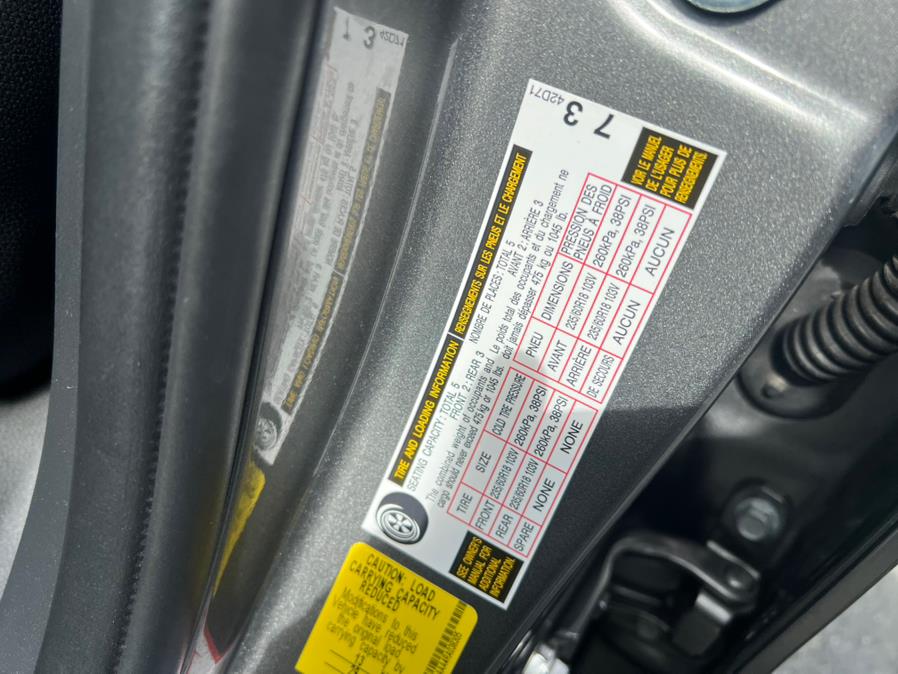 7 3 42D71
TIRE AND LOADING INFORMATION
RENSEIGNEMENTS SUR LES PNEUS ET LE CHARGEMENT
SEATING CAPACITY: TOTAL 5
FRONT 2; REAR 3
NOMBRE DE PLACES: TOTAL 5
AVANT 2; ARRIÈRE 3
The combined weight of occupants and
cargo should never exceed 475 kg or 1045 lbs.
Le poids total des occupants et du chargement ne
doit jamais dépasser 475 kg ou 1045 lb.
TIRE SIZE COLD TIRE PRESSURE
FRONT 235/60R18 103V 260kPa, 38PSI
REAR 235/60R18 103V 260kPa, 38PSI
SPARE NONE NONE
PNEU DIMENSIONS PRESSION DES
PNEUS À FROID
AVANT 235/60R18 103V 260kPa, 38PSI
ARRIÈRE 235/60R18 103V 260kPa, 38PSI
DE SECOURS AUCUN AUCUN
SEE OWNER'S
MANUAL FOR
ADDITIONAL
INFORMATION.
VOIR LE MANUEL
DE L'USAGER
POUR PLUS DE
RENSEIGNEMENTS.
CAUTION: LOAD
CARRYING CAPACITY
REDUCED
Modifications to this
vehicle have reduced
the original load
carrying capacity by